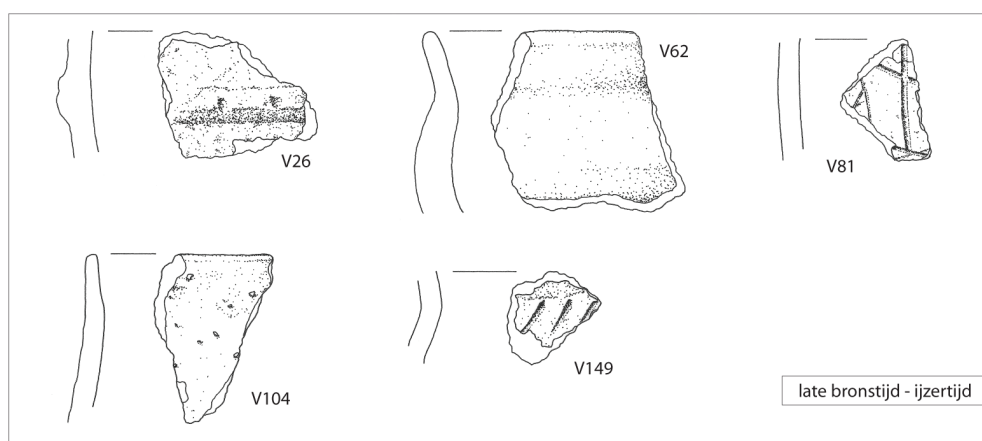 V26
V62
V81
V104
V149
late bronstijd - ijzertijd